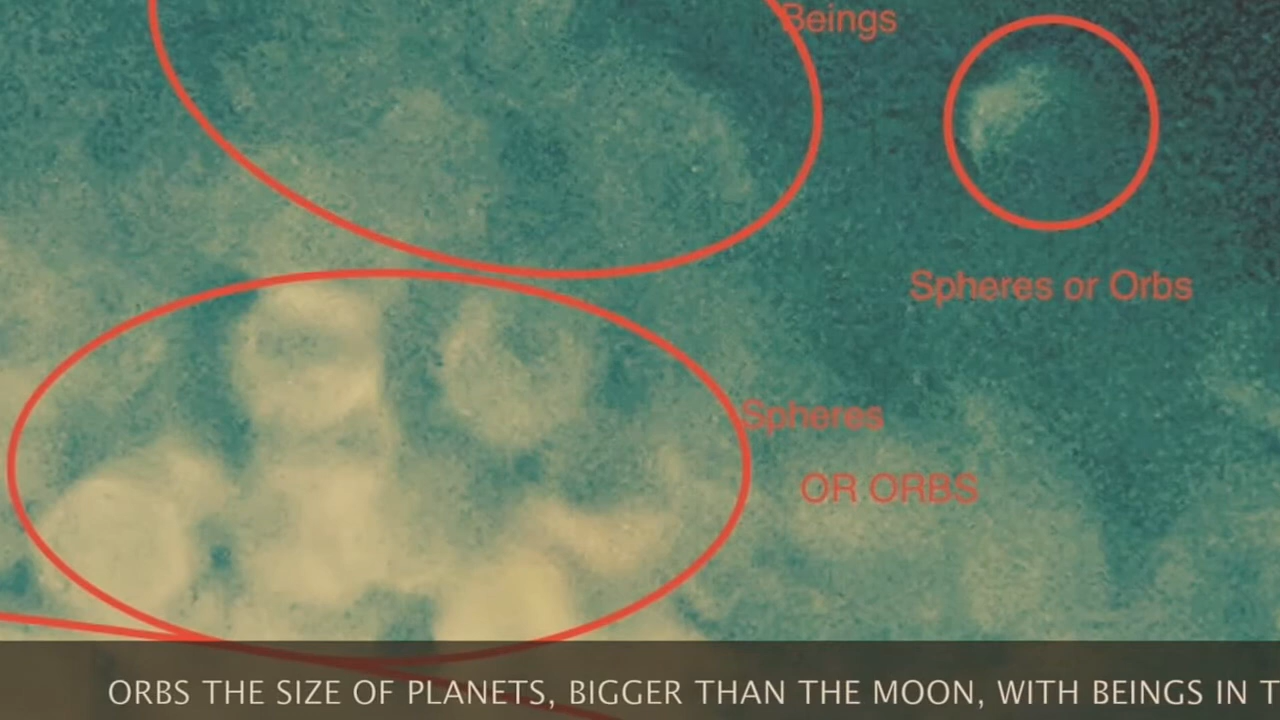 Beings
Spheres or Orbs
Spheres
OR ORBS
ORBS THE SIZE OF PLANETS, BIGGER THAN THE MOON, WITH BEINGS IN T